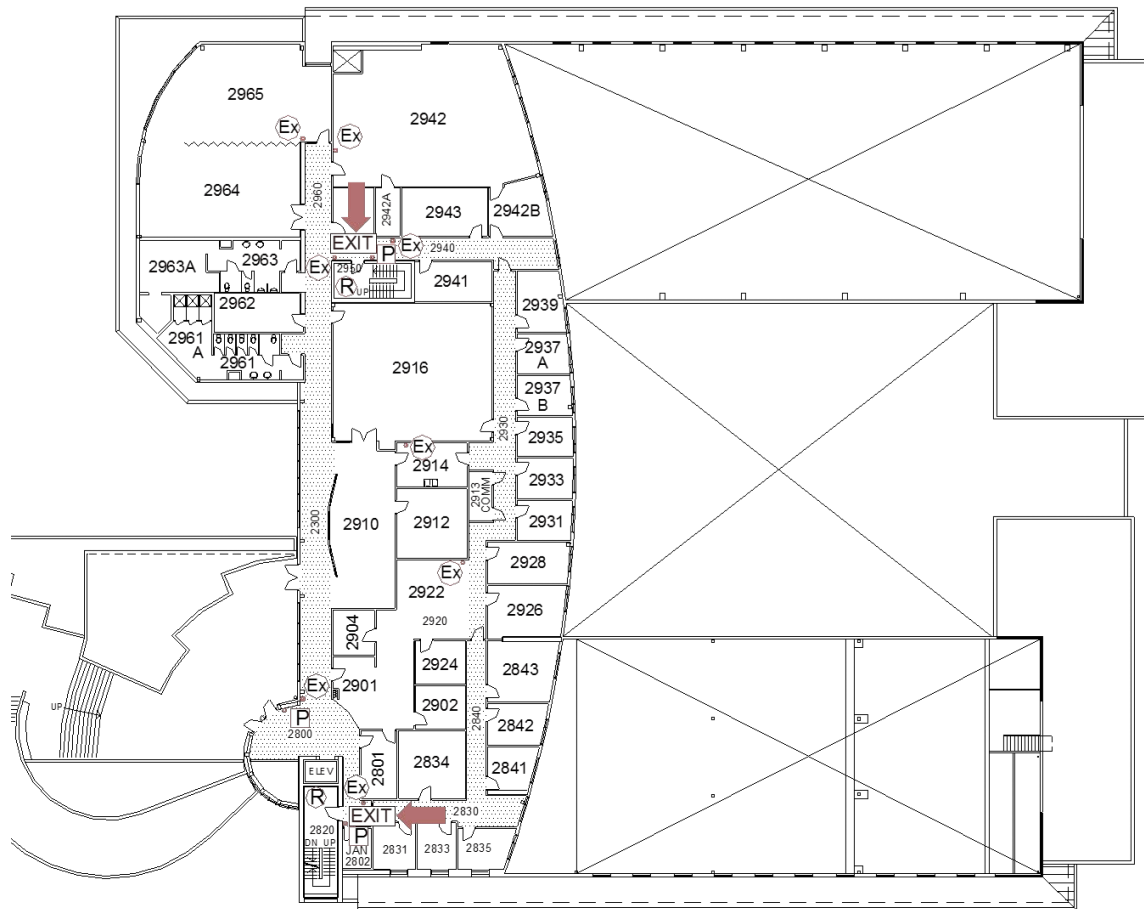 2965
2942
Ex
Ex
2964
2960
2942A
2943
2942B
EXIT
P
Ex
2940
2963A
2963
Ex
2950
R
UP
2941
2962
2939
2961
A
2961
2937
A
2916
2937
B
2930
2935
Ex
2914
2933
2913
COMM
2300
2910
2912
2931
Ex
2922
2928
2920
2926
2904
2924
2843
Ex
2901
2902
UP
P
2800
2840
2842
2801
2834
2841
ELEV
Ex
R
EXIT
2830
2820
DN UP
P
JAN
2802
2831
2833
2835